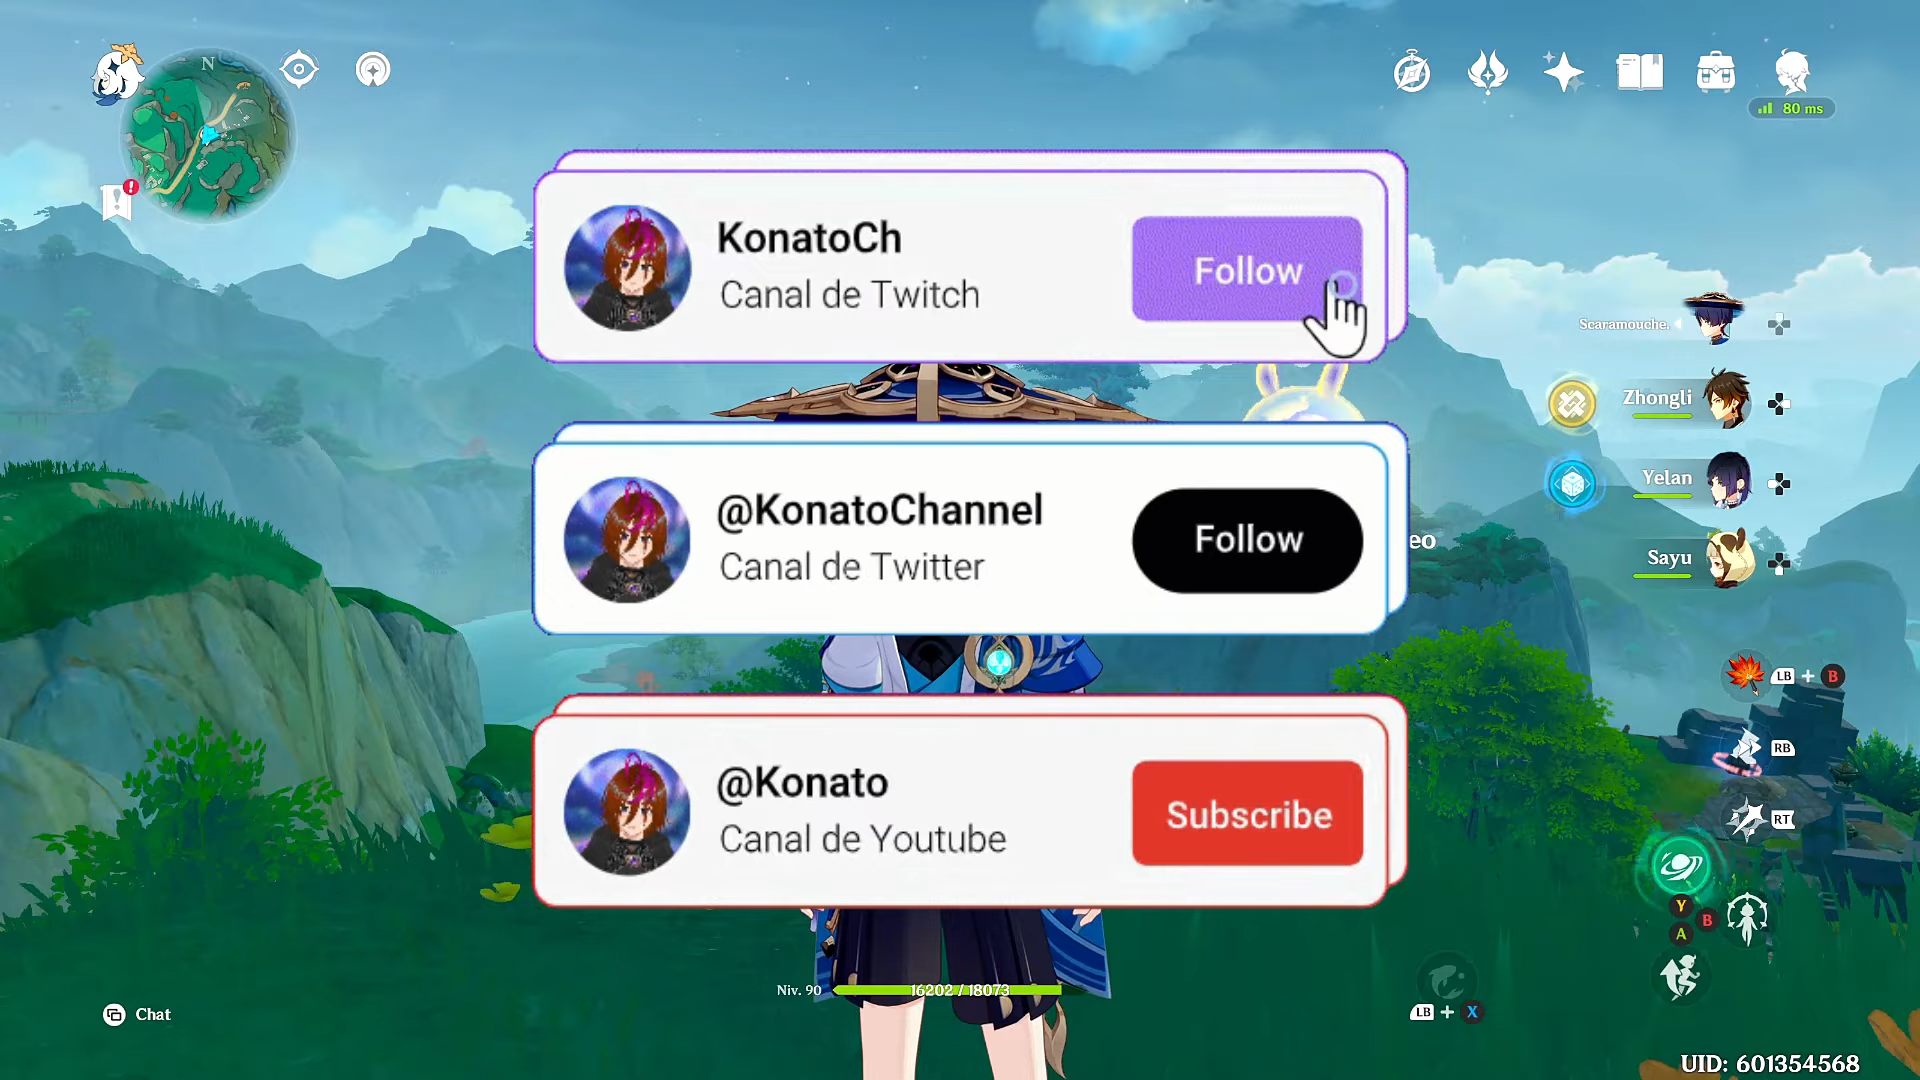 N
80 ms
KonatoCh
Canal de Twitch
Follow
Scaramouche.
Zhongli
@KonatoChannel
Canal de Twitter
Follow
eo
Yelan
Sayu
LB + B
RB
@Konato
Canal de Youtube
Subscribe
RT
Y
B
A
Niv. 90
16202 / 18073
Chat
LB + X
UID: 601354568